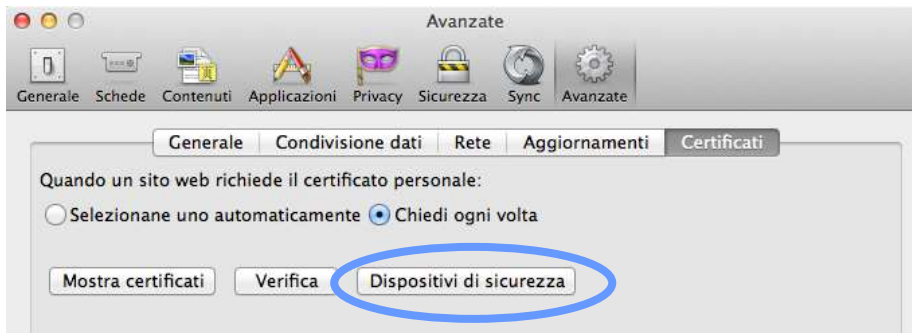 Avanzate
Generale Schede Contenuti Applicazioni Privacy Sicurezza Sync Avanzate
Generale Condivisione dati Rete Aggiornamenti Certificati
Quando un sito web richiede il certificato personale:
Selezionane uno automaticamente Chiedi ogni volta
Mostra certificati Verifica Dispositivi di sicurezza